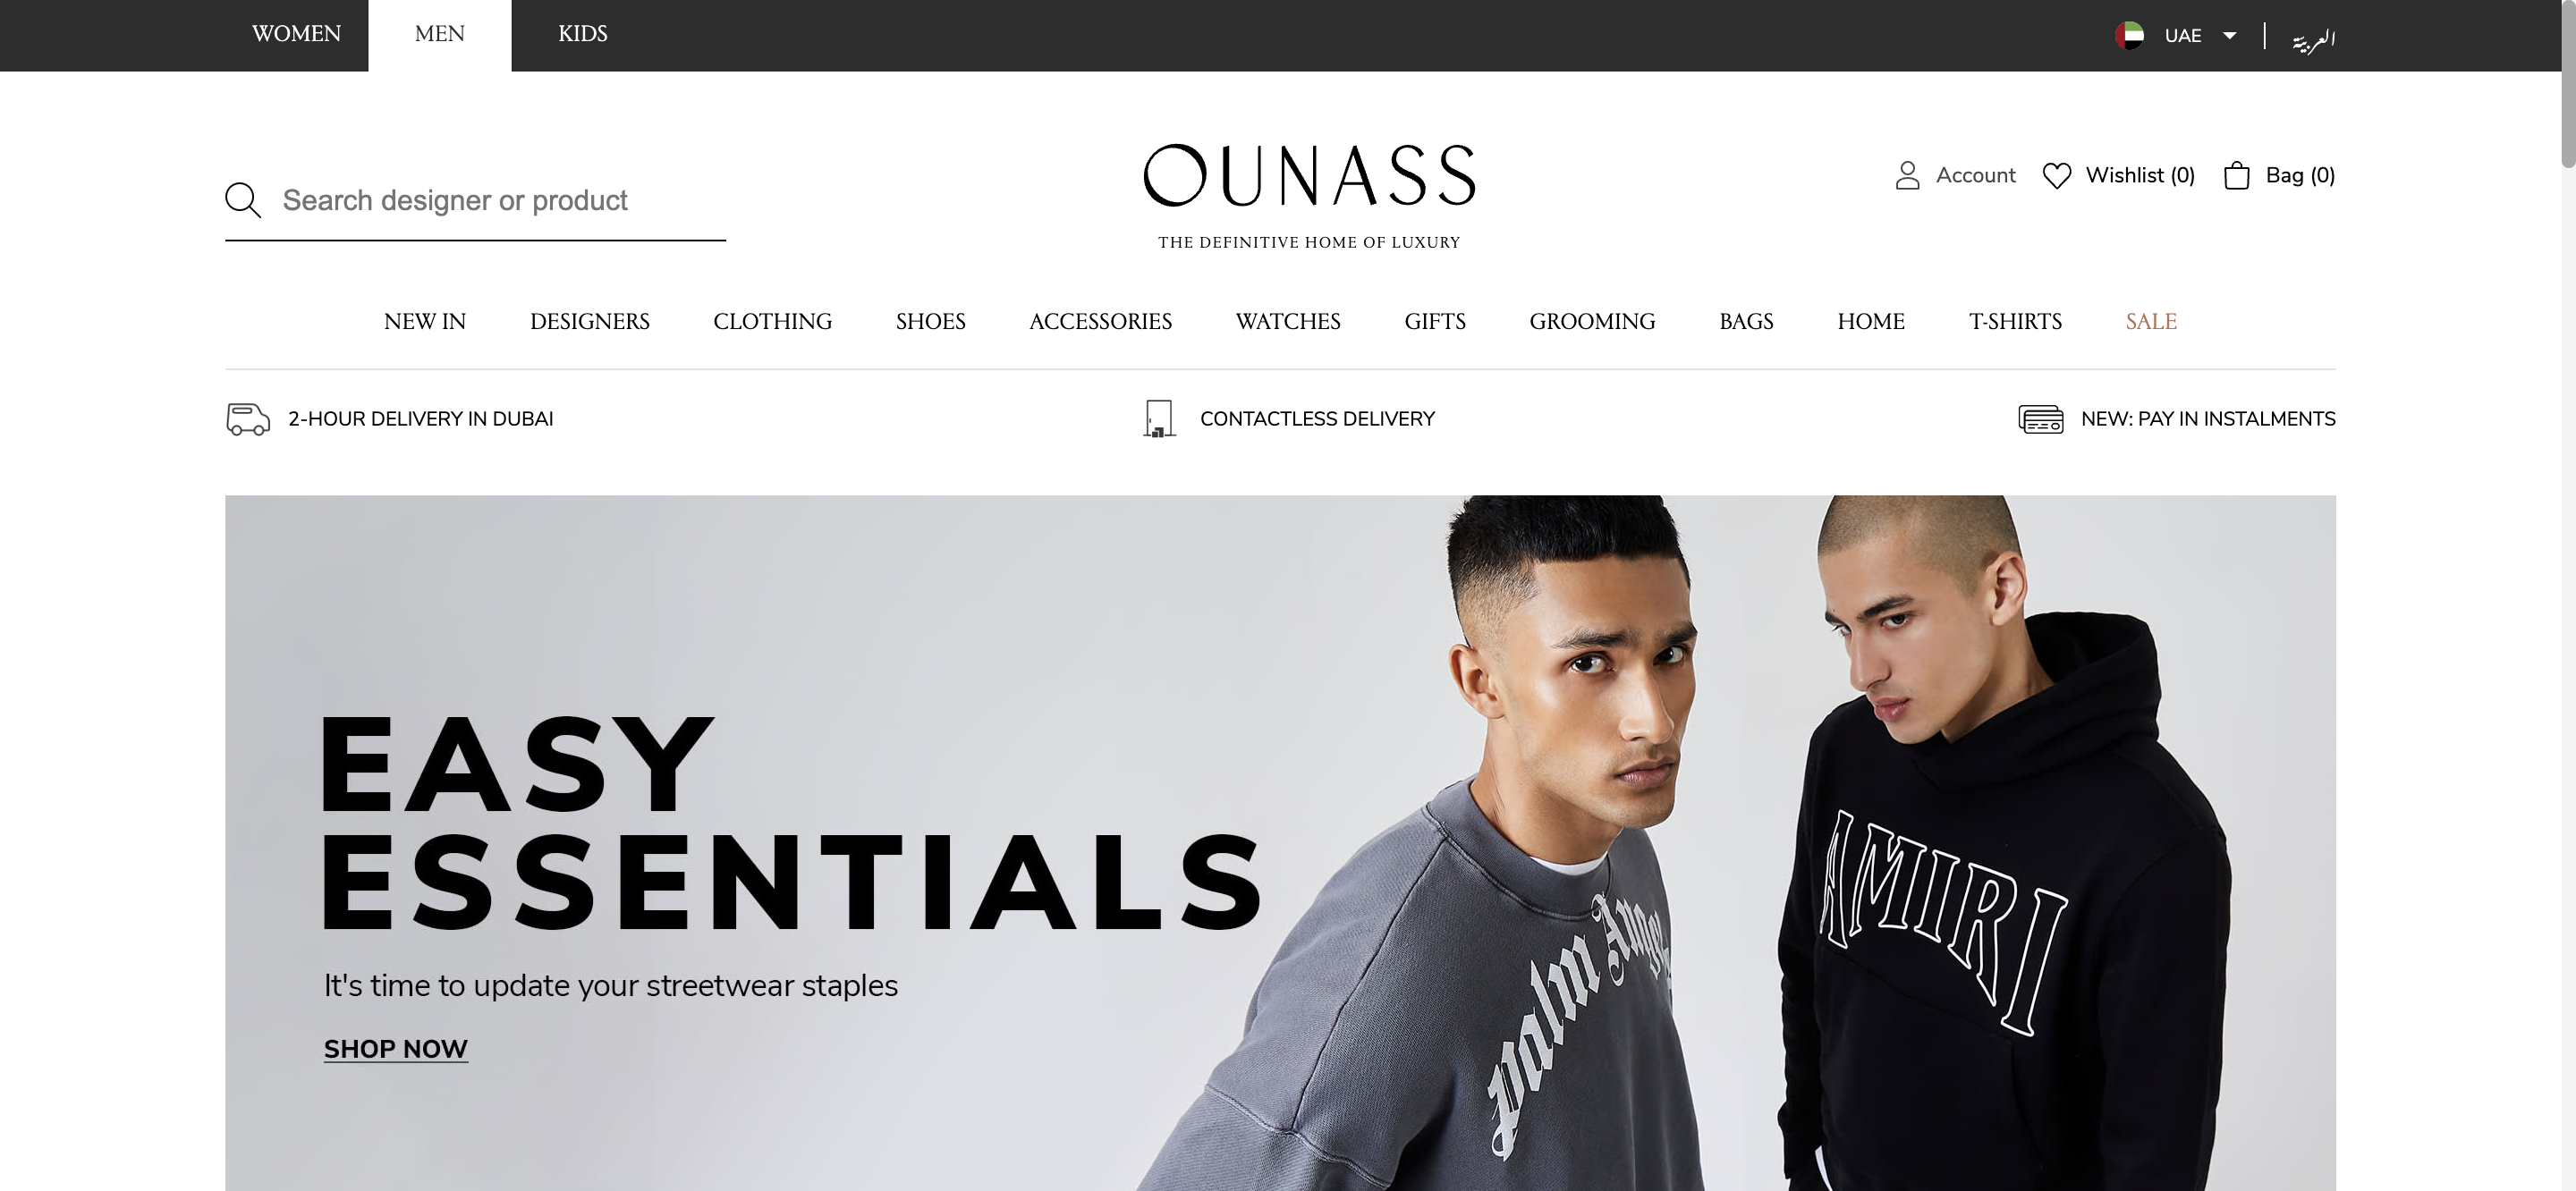 WOMEN
MEN
KIDS
UAE
العربية
Search designer or product
OUNASS
THE DEFINITIVE HOME OF LUXURY
Account
Wishlist (0)
Bag (0)
NEW IN
DESIGNERS
CLOTHING
SHOES
ACCESSORIES
WATCHES
GIFTS
GROOMING
BAGS
HOME
T-SHIRTS
SALE
2-HOUR DELIVERY IN DUBAI
CONTACTLESS DELIVERY
NEW: PAY IN INSTALMENTS
EASY
ESSENTIALS
It's time to update your streetwear staples
SHOP NOW
Palm
AMIRI